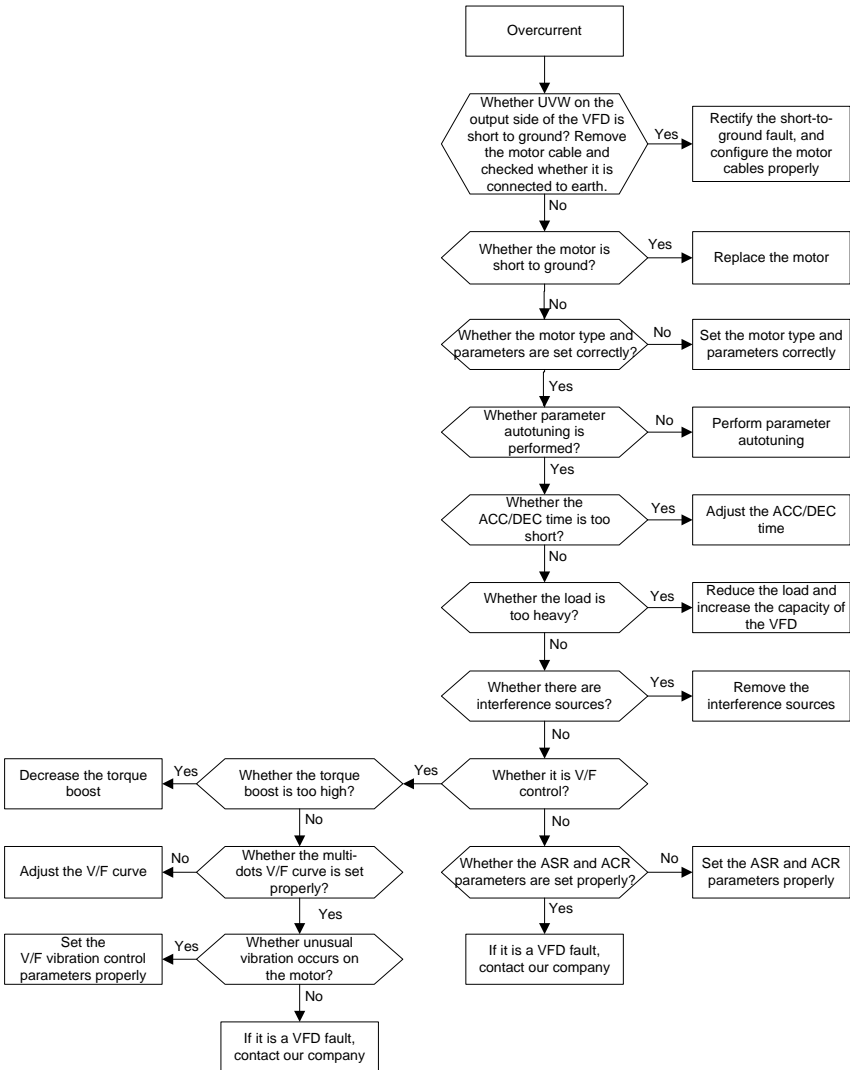 Overcurrent
Whether UVW on the
output side of the VFD is
short to ground? Remove
the motor cable and
checked whether it is
connected to earth.
Yes
Rectify the short-to-
ground fault, and
configure the motor
cables properly
No
Whether the motor is
short to ground?
Yes
Replace the motor
No
Whether the motor type and
parameters are set correctly?
No
Set the motor type and
parameters correctly
Yes
Whether parameter
autotuning is
performed?
No
Perform parameter
autotuning
Yes
Whether the
ACC/DEC time is too
short?
Yes
Adjust the ACC/DEC
time
No
Whether the load is
too heavy?
Yes
Reduce the load and
increase the capacity of
the VFD
No
Whether there are
interference sources?
Yes
Remove the
interference sources
No
Whether it is V/F
control?
Yes
Whether the torque
boost is too high?
Yes
Decrease the torque
boost
No
Whether the multi-
dots V/F curve is set
properly?
No
Adjust the V/F curve
Yes
Whether unusual
vibration occurs on
the motor?
Yes
Set the
V/F vibration control
parameters properly
No
If it is a VFD fault,
contact our company
No
Whether the ASR and ACR
parameters are set properly?
No
Set the ASR and ACR
parameters properly
Yes
If it is a VFD fault,
contact our company